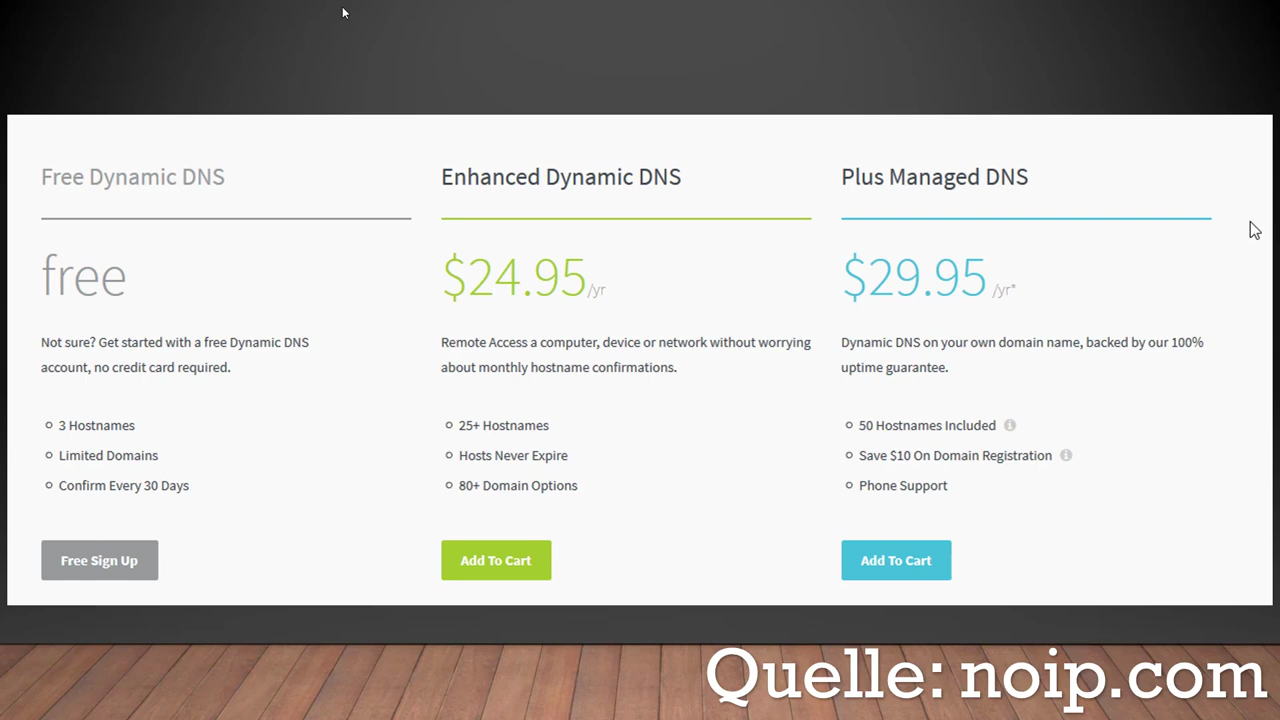 Free Dynamic DNS
free
Not sure? Get started with a free Dynamic DNS
account, no credit card required.
3 Hostnames
Limited Domains
Confirm Every 30 Days
Free Sign Up
Enhanced Dynamic DNS
$24.95/yr
Remote Access a computer, device or network without worrying
about monthly hostname confirmations.
25+ Hostnames
Hosts Never Expire
80+ Domain Options
Add To Cart
Plus Managed DNS
$29.95 /yr*
Dynamic DNS on your own domain name, backed by our 100%
uptime guarantee.
50 Hostnames Included
Save $10 On Domain Registration
Phone Support
Add To Cart
Quelle: noip.com